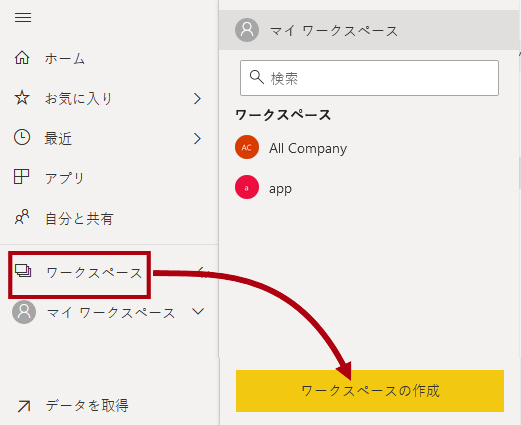 ホーム
お気に入り
最近
アプリ
自分と共有
ワークスペース
マイ ワークスペース
データを取得
マイ ワークスペース
検索
ワークスペース
AC All Company
a app
ワークスペースの作成